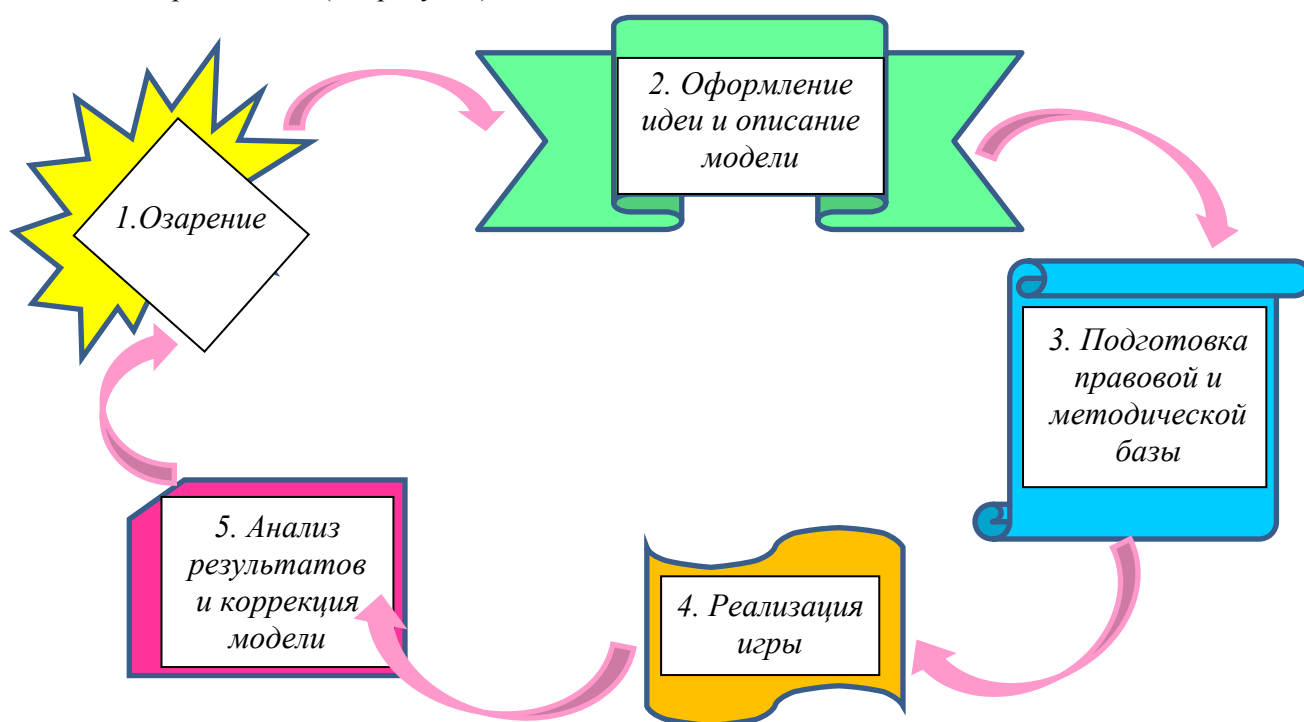 1.Озарение
2. Оформление
идеи и описание
модели
3. Подготовка
правовой и
методической
базы
4. Реализация
игры
5. Анализ
результатов
и коррекция
модели